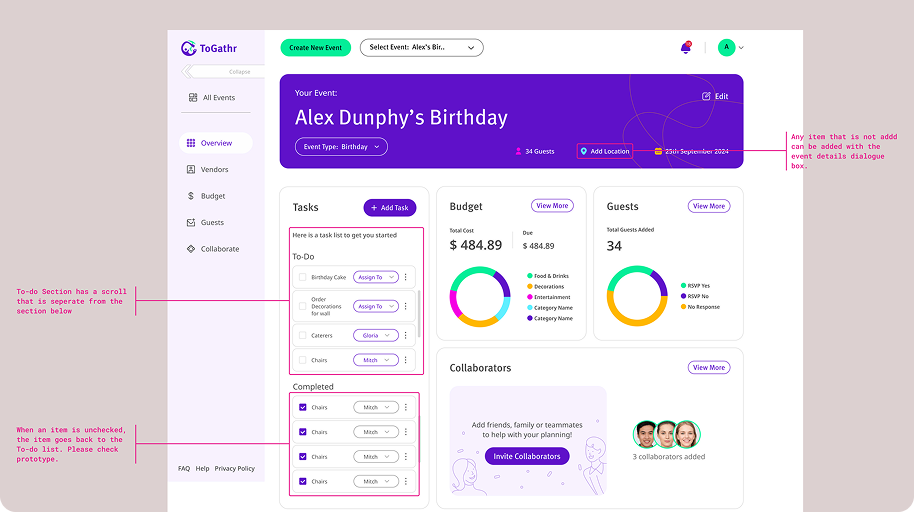 ToGathr
Create New Event
Select Event: Alex's Bir..
A
Collapse
All Events
Overview
Vendors
$ Budget
Guests
Collaborate
FAQ Help Privacy Policy
Your Event:
Edit
Alex Dunphy's Birthday
Event Type: Birthday
34 Guests
Add Location
25th September 2024
Any item that is not addd
can be added with the
event details dialogue
box.
Tasks
+ Add Task
Here is a task list to get you started
To-Do
Birthday Cake Assign To
Order
Decorations
for wall
Assign To
Caterers Gloria
Chairs Mitch
Completed
Chairs Mitch
Chairs Mitch
Chairs Mitch
Chairs Mitch
To-do Section has a scroll
that is seperate from the
section below
When an item is unchecked,
the item goes back to the
To-do list. Please check
prototype.
Budget
View More
Total Cost
$ 484.89
Due
$ 484.89
Food & Drinks
Decorations
Entertainment
Category Name
Category Name
Guests
View More
Total Guests Added
34
RSVP Yes
RSVP No
No Response
Collaborators
View More
Add friends, family or teammates
to help with your planning!
Invite Collaborators
3 collaborators added